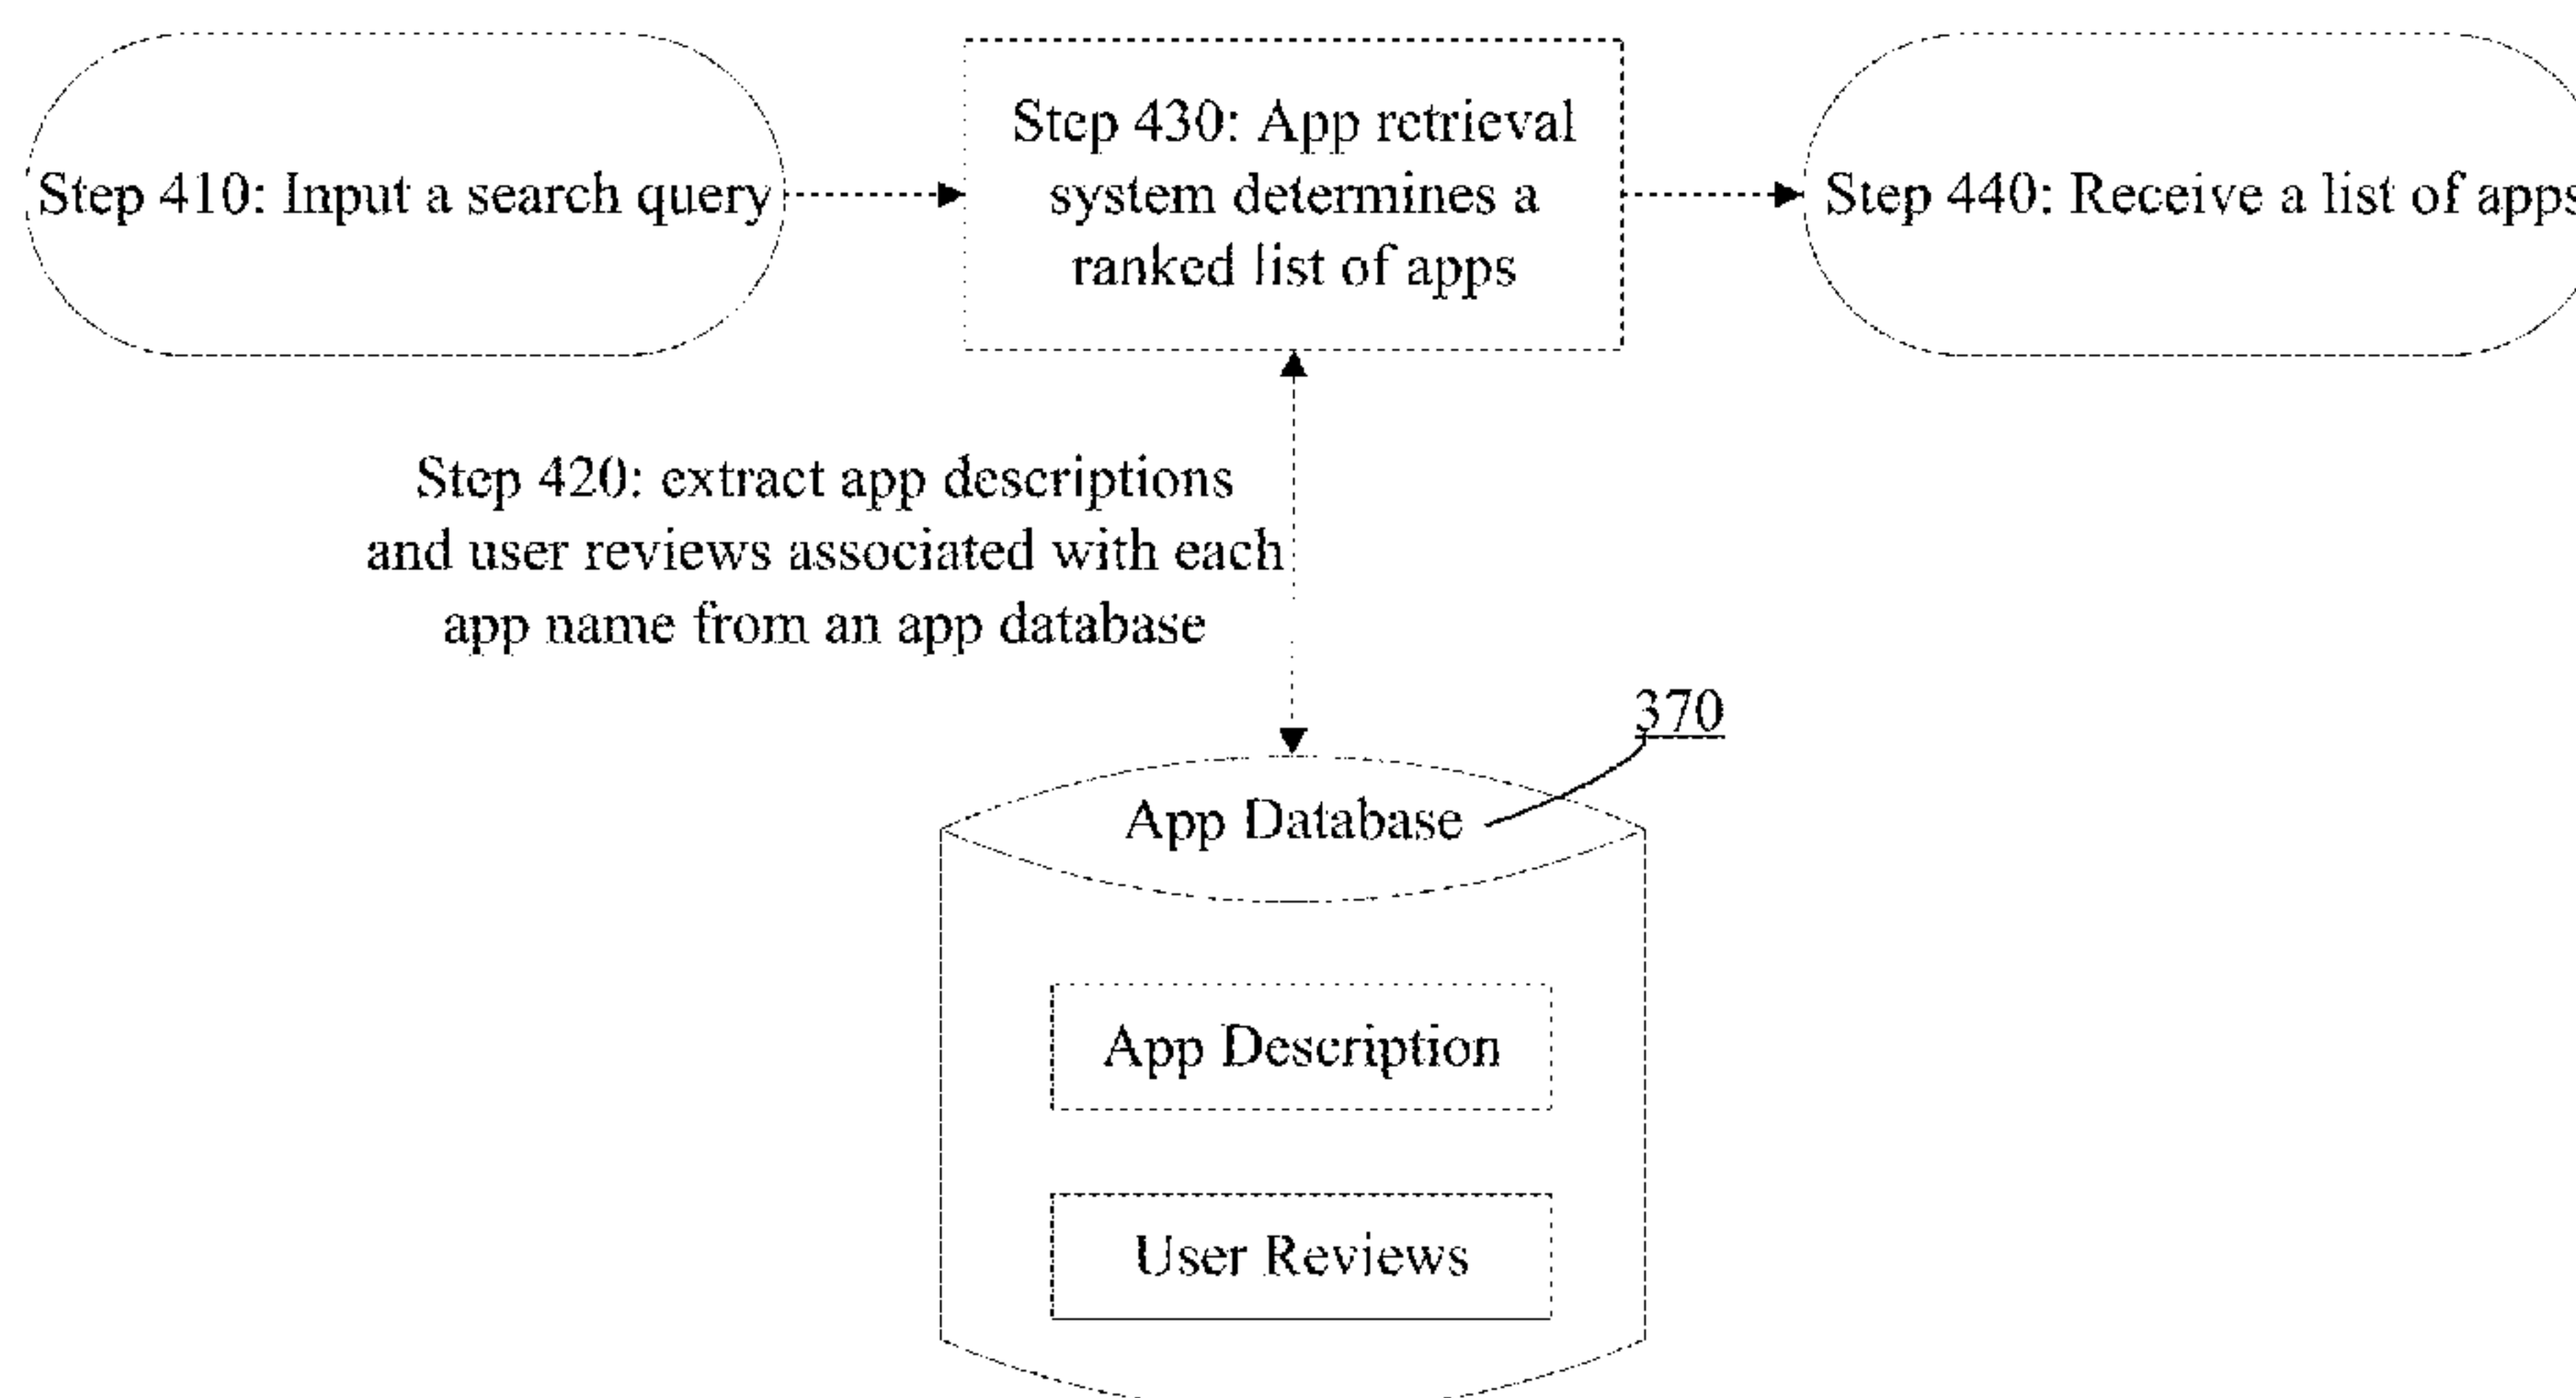 Step 410: Input a search query
Step 430: App retrieval
system determines a
ranked list of apps
Step 440: Receive a list of apps
Step 420: extract app descriptions
and user reviews associated with each
app name from an app database
370
App Database
App Description
User Reviews